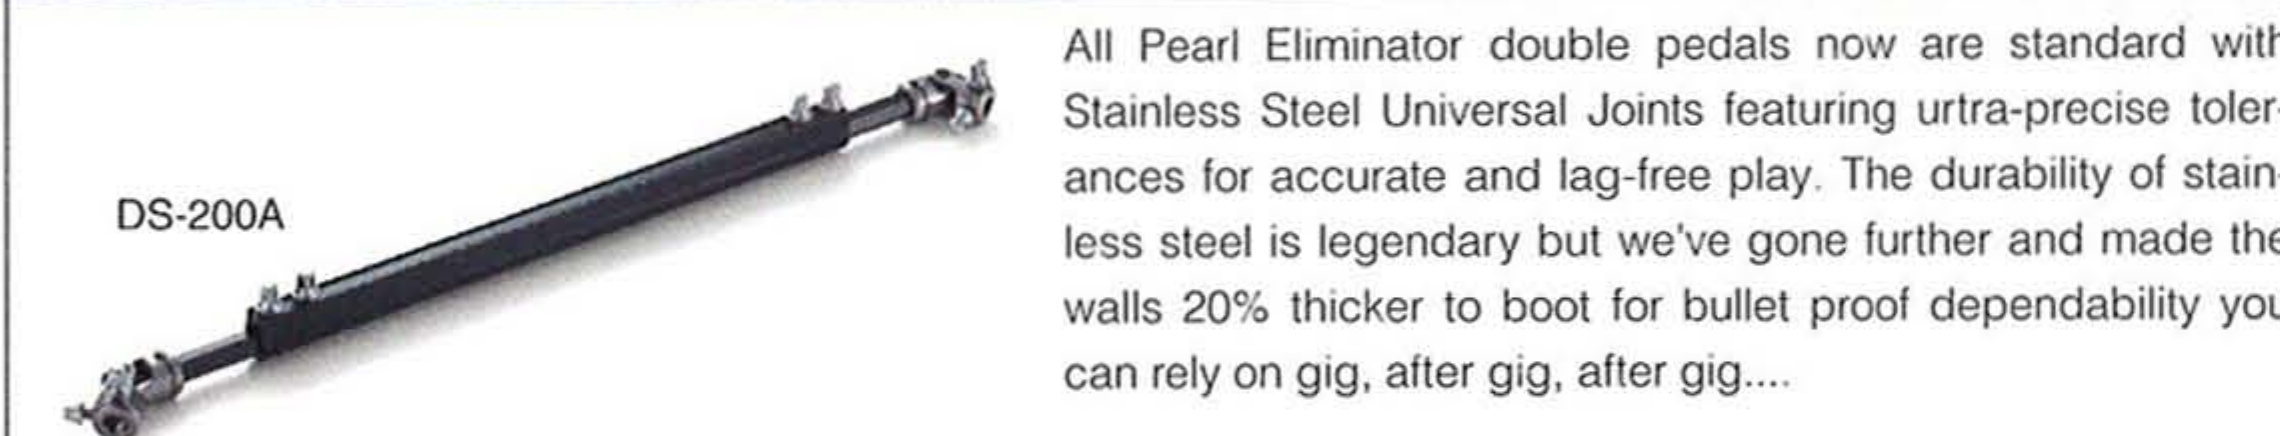 All Pearl Eliminator double pedals now are standard with
Stainless Steel Universal Joints featuring urtra-precise toler-
ances for accurate and lag-free play. The durability of stain-
less steel is legendary but we've gone further and made the
walls 20% thicker to boot for bullet proof dependability you
can rely on gig, after gig, after gig....
DS-200A